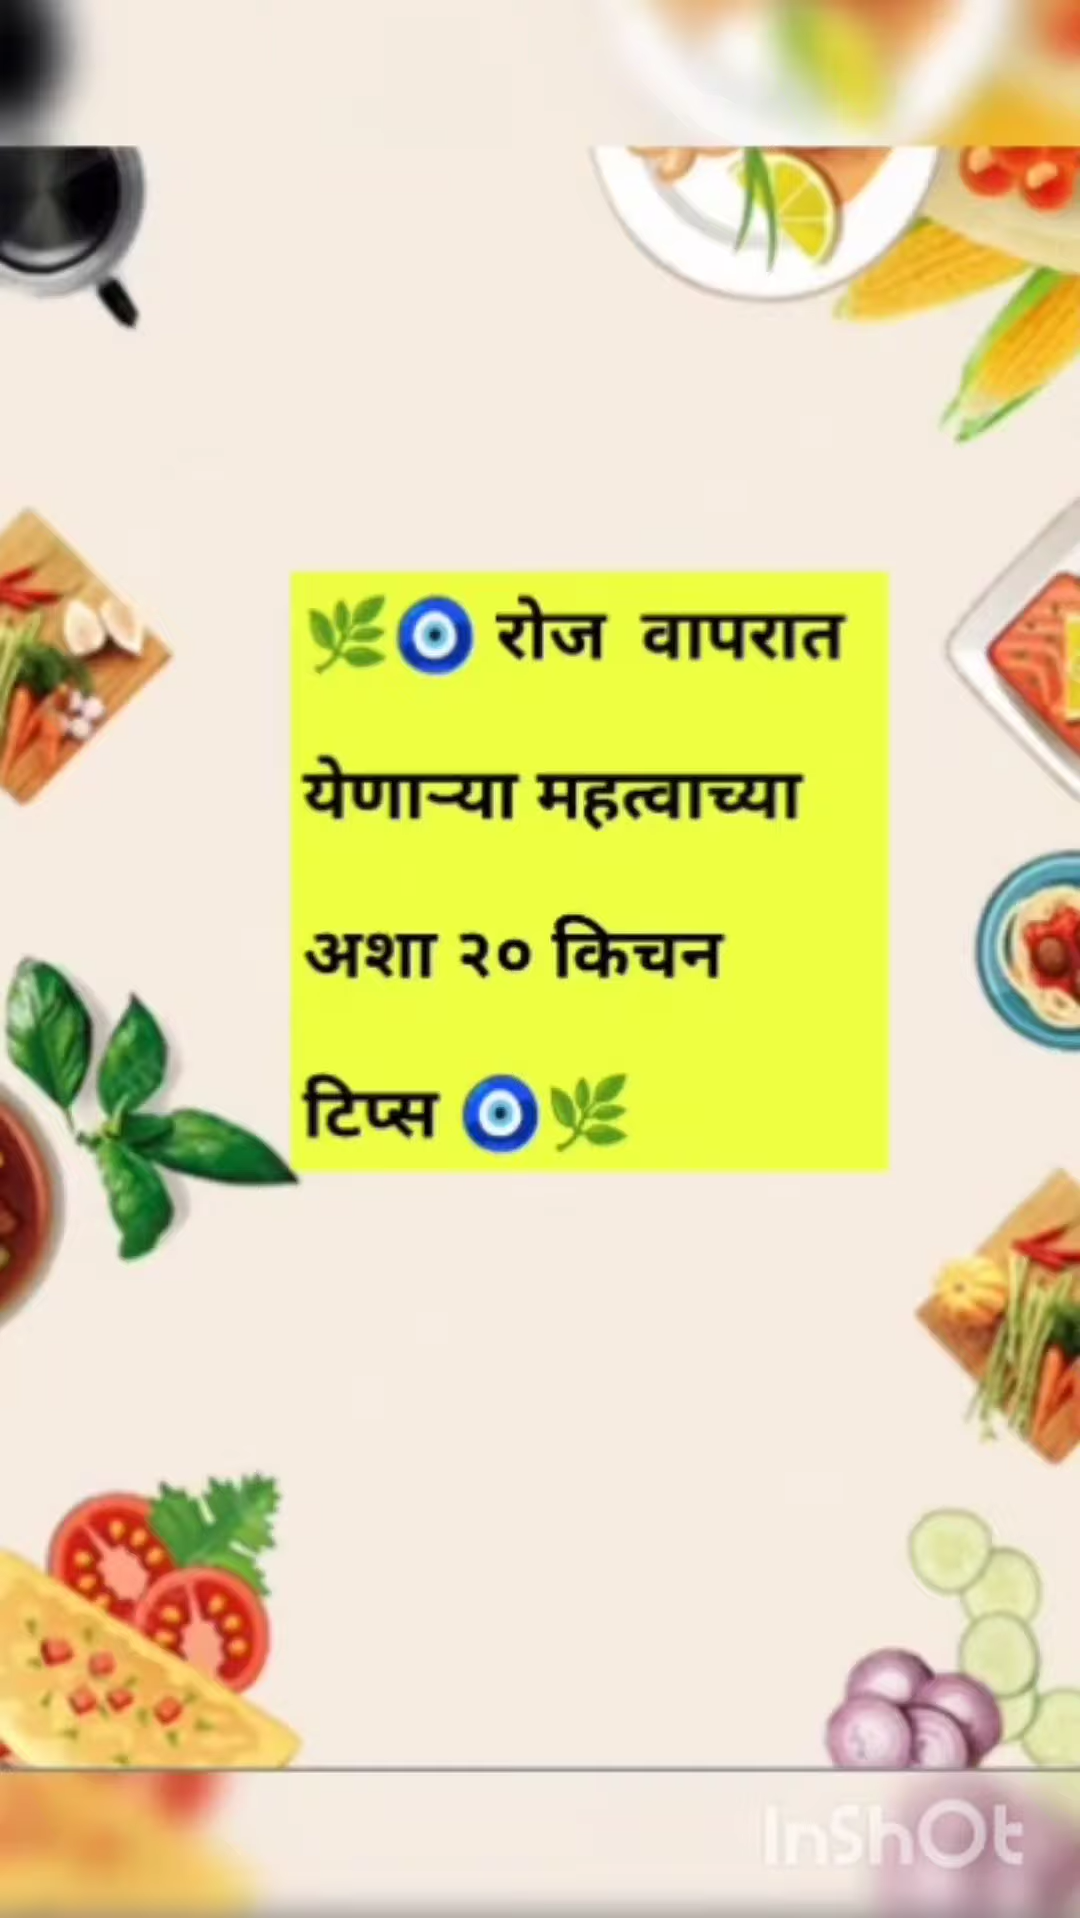 🌿🧿 रोज वापरात
येणाऱ्या महत्वाच्या
अशा २० किचन
टिप्स 🧿🌿
InShOt